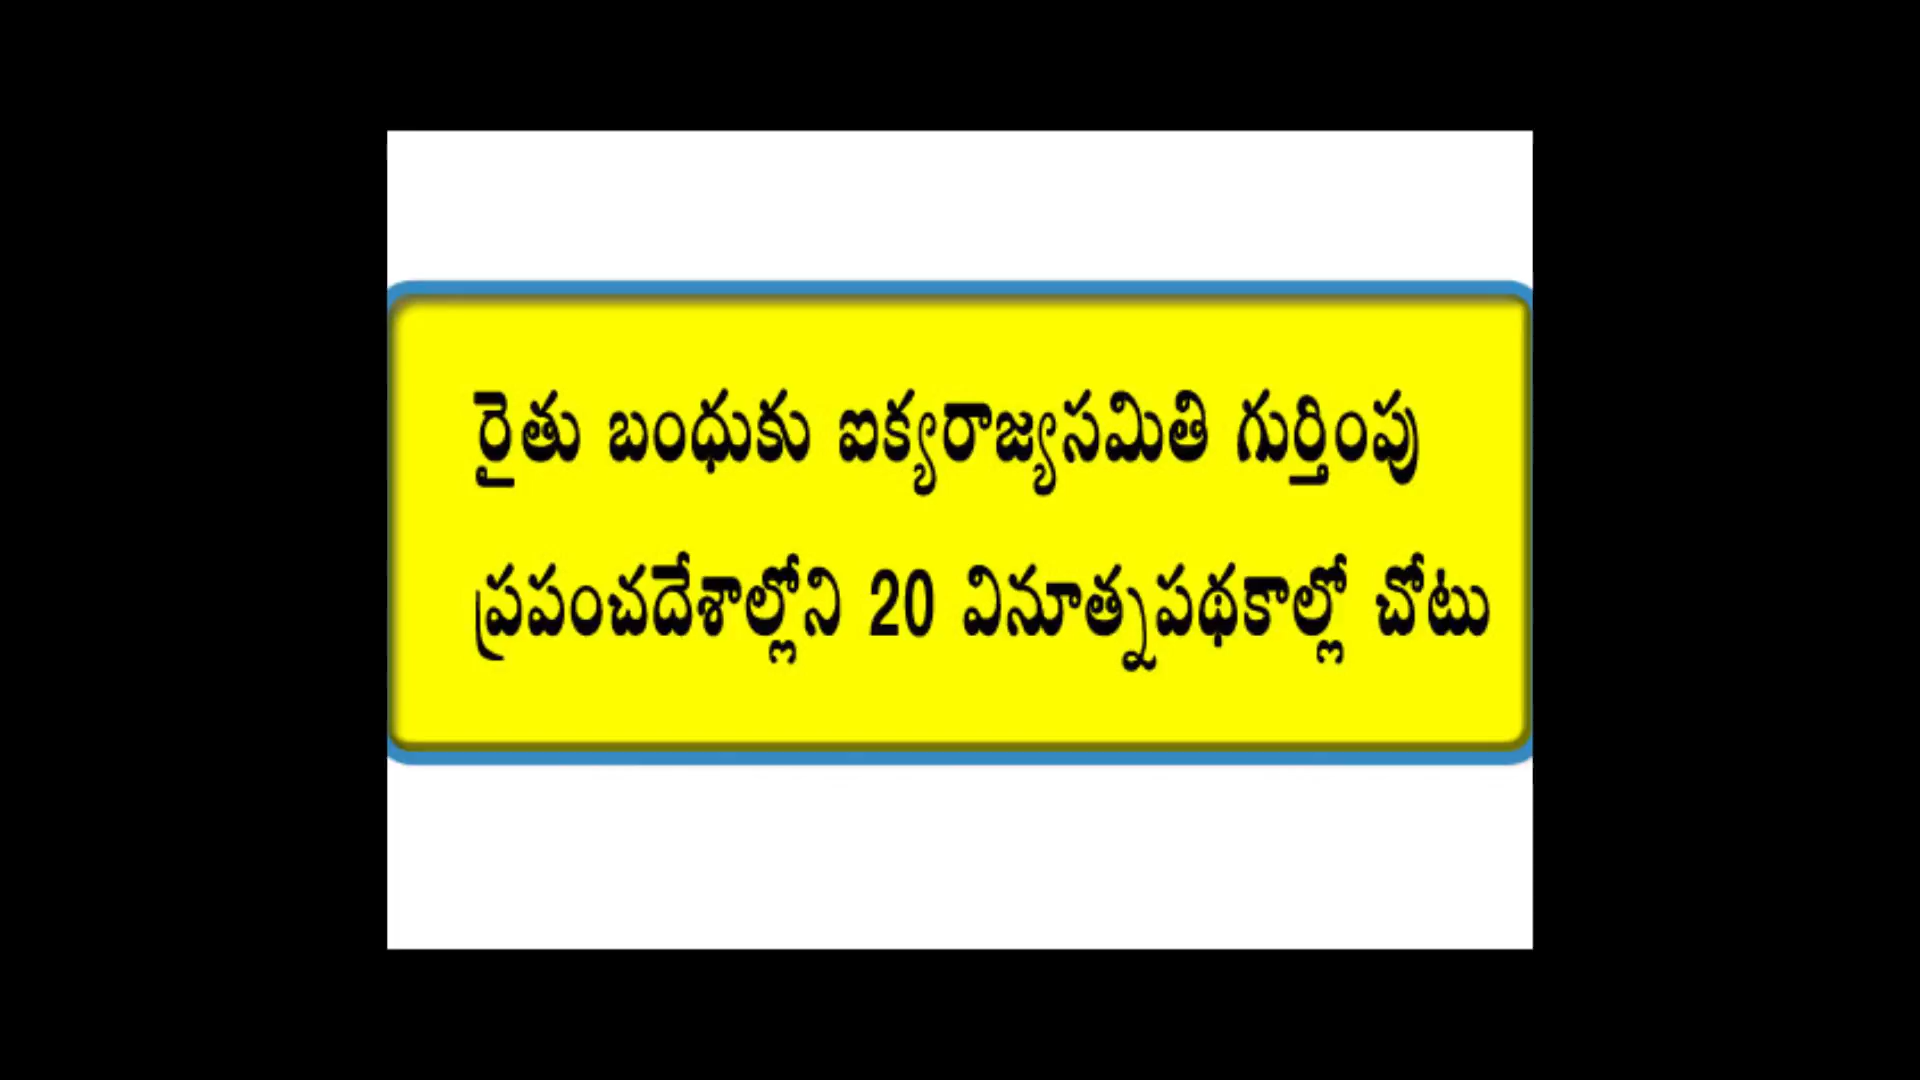 రైతు బంధుకు ఐక్యరాజ్యసమితి గుర్తింపు
ప్రపంచదేశాల్లోని 20 వినూత్నపథకాల్లో చోటు